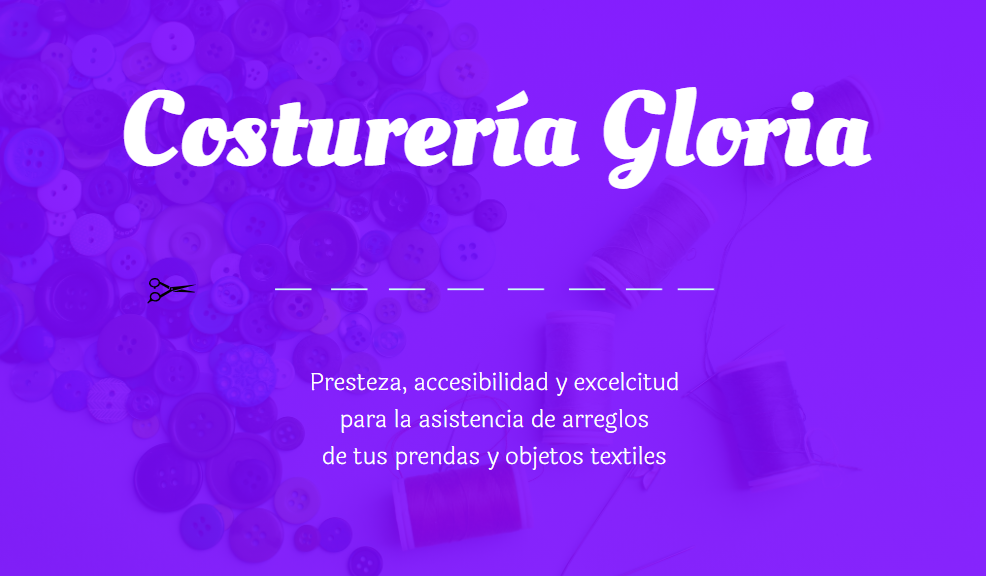 Costurería Gloria
Presteza, accesibilidad y excelcitud
para la asistencia de arreglos
de tus prendas y objetos textiles